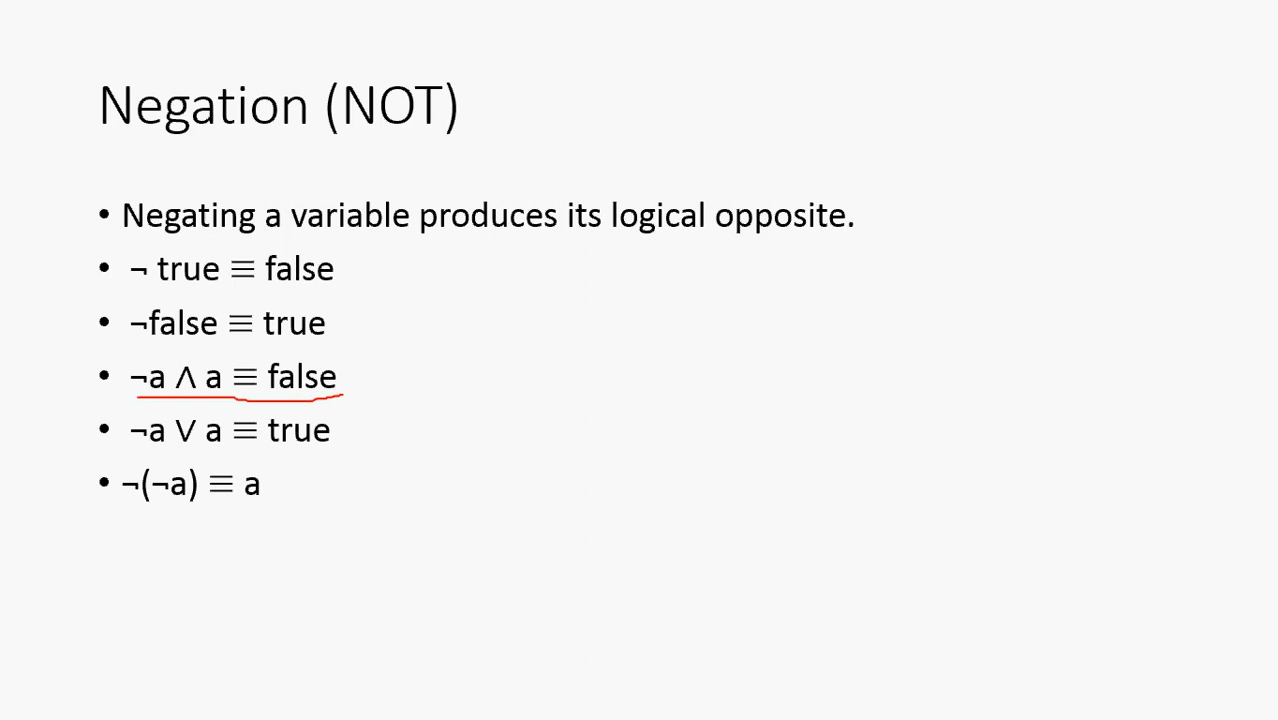 Negation (NOT)
• Negating a variable produces its logical opposite.
• ¬ true ≡ false
• ¬false ≡ true
• ¬a ∧ a ≡ false
• ¬a ∨ a ≡ true
• ¬(¬a) ≡ a